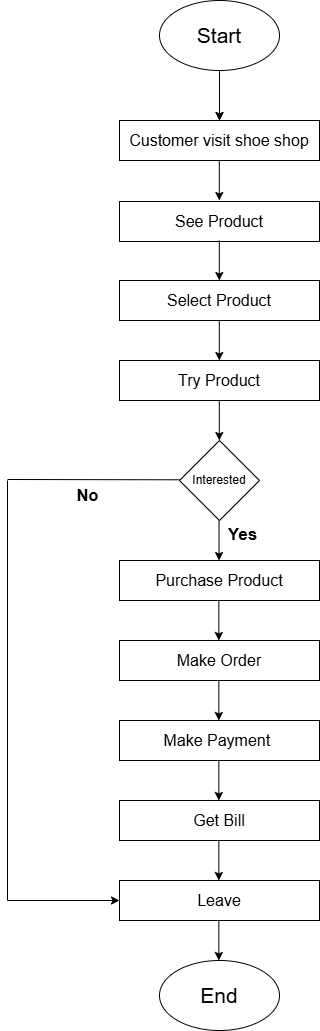 Start
Customer visit shoe shop
See Product
Select Product
Try Product
Interested
No
Yes
Purchase Product
Make Order
Make Payment
Get Bill
Leave
End